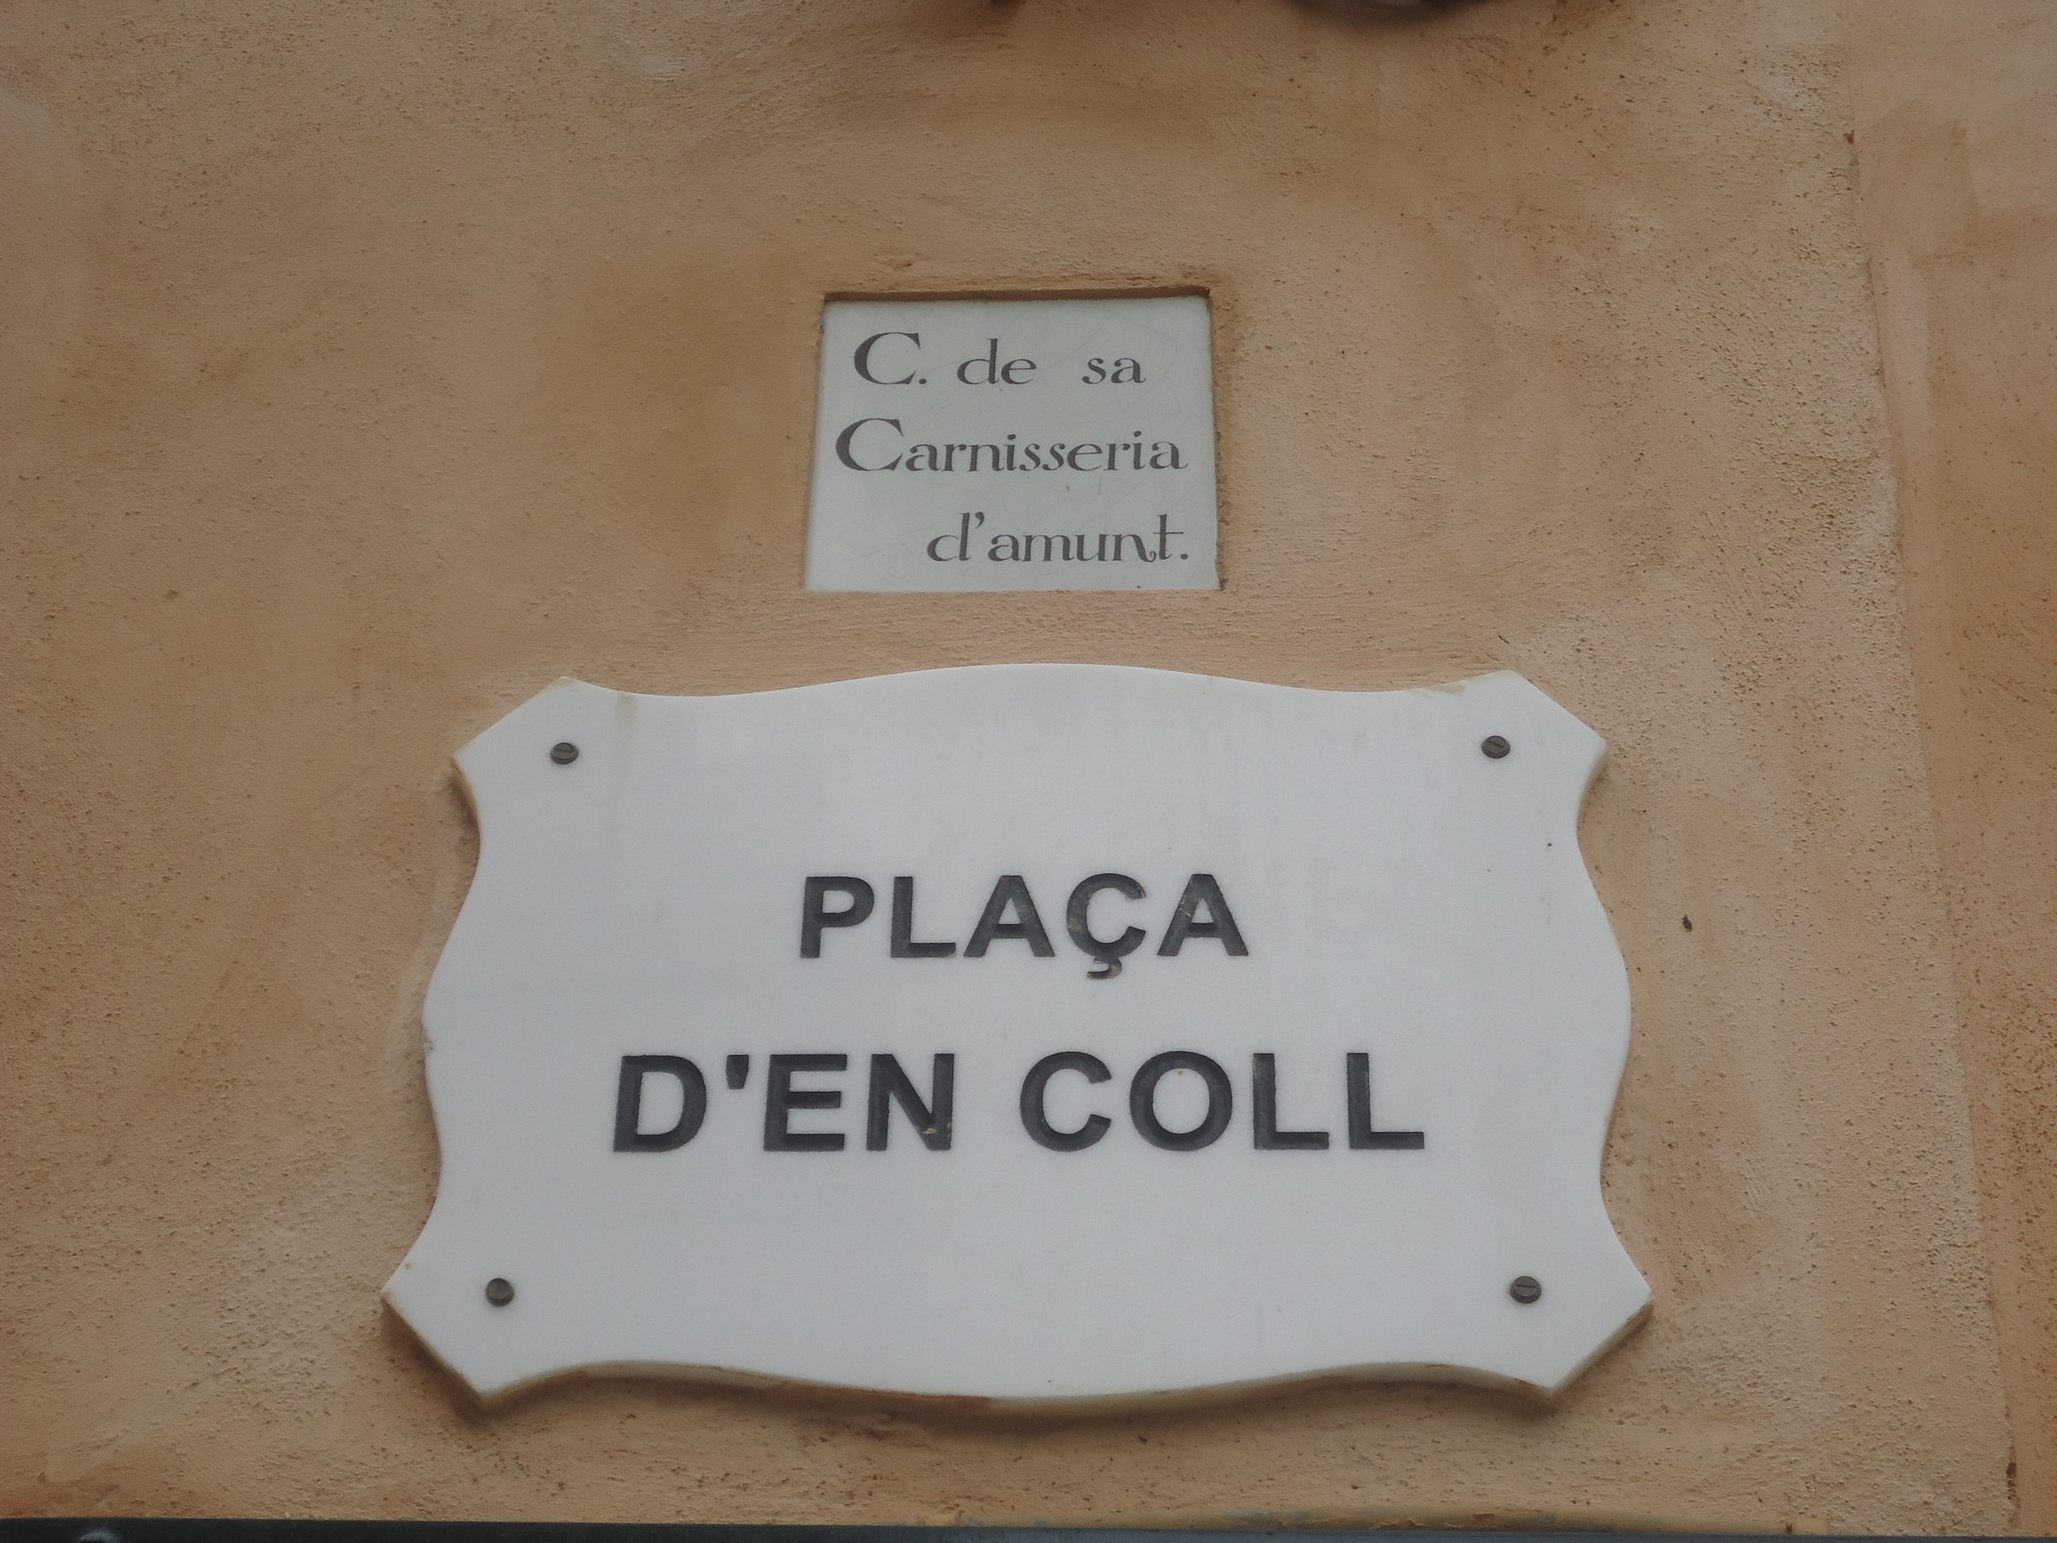 C. de sa
Carnisseria
d'amunt.
PLAÇA
D'EN COLL